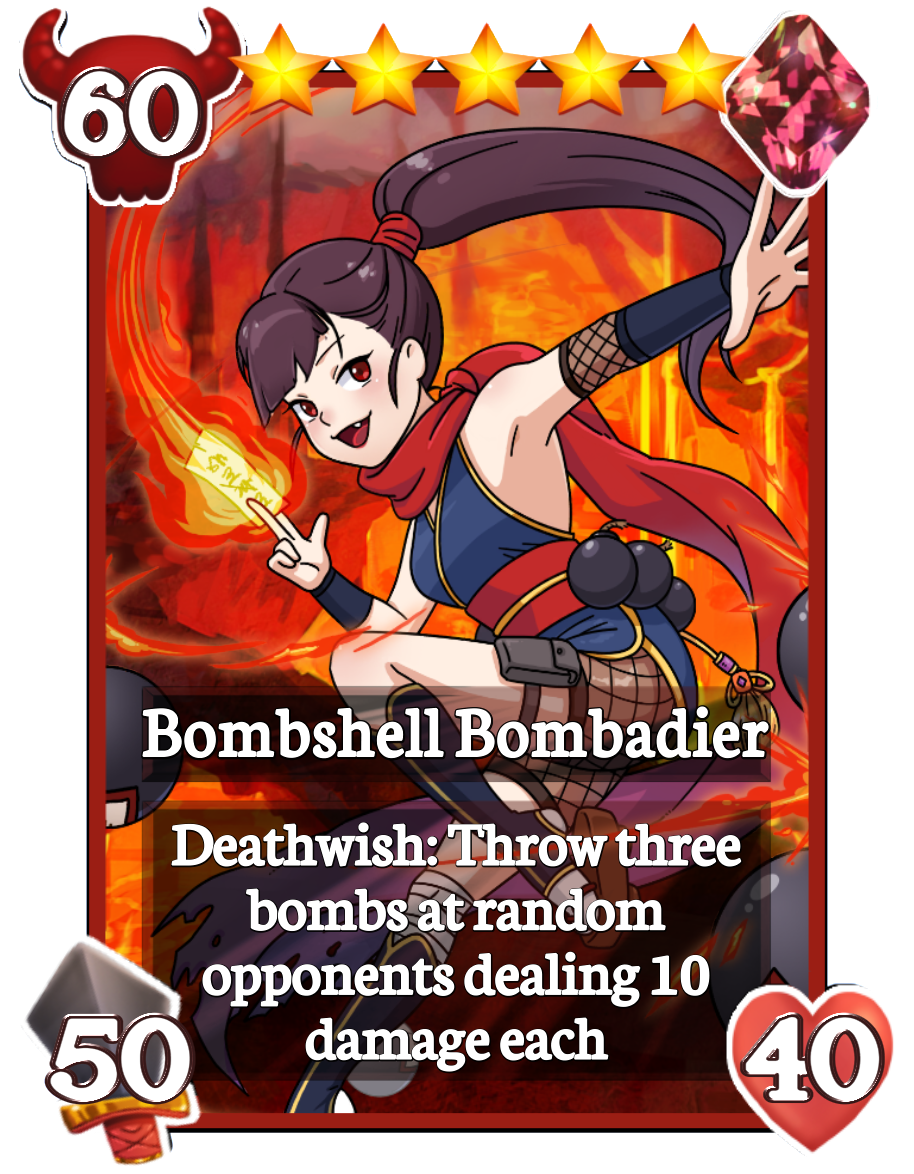 60
Bombshell Bombadier
Deathwish: Throw three
bombs at random
opponents dealing 10
damage each
50
40